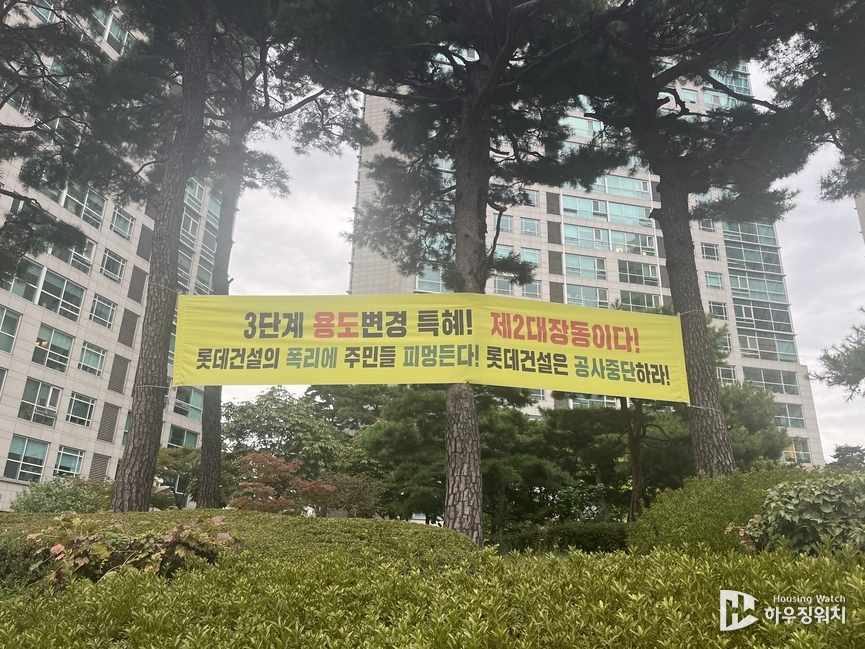 3단계 용도변경 특혜! 제2대장동이다!
롯데건설의 폭리에 주민들 피멍든다! 롯데건설은 공사중단하라!
Housing Watch
하우징워치